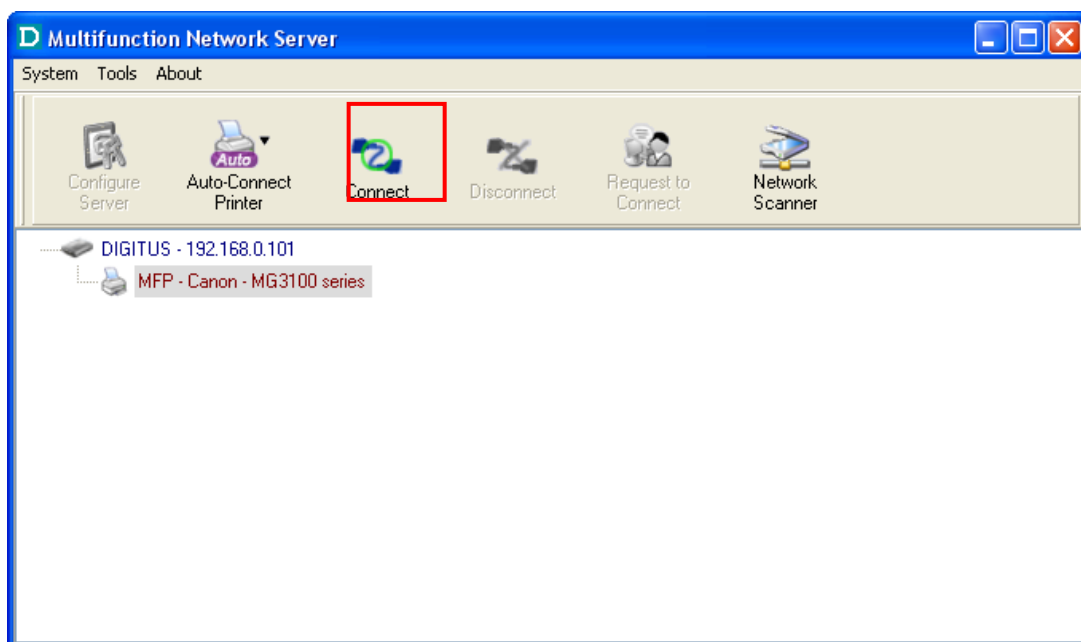 D Multifunction Network Server
System Tools About
Auto
Configure Server
Auto-Connect Printer
Connect
Disconnect
Request to Connect
Network Scanner
DIGITUS - 192.168.0.101
MFP - Canon - MG3100 series